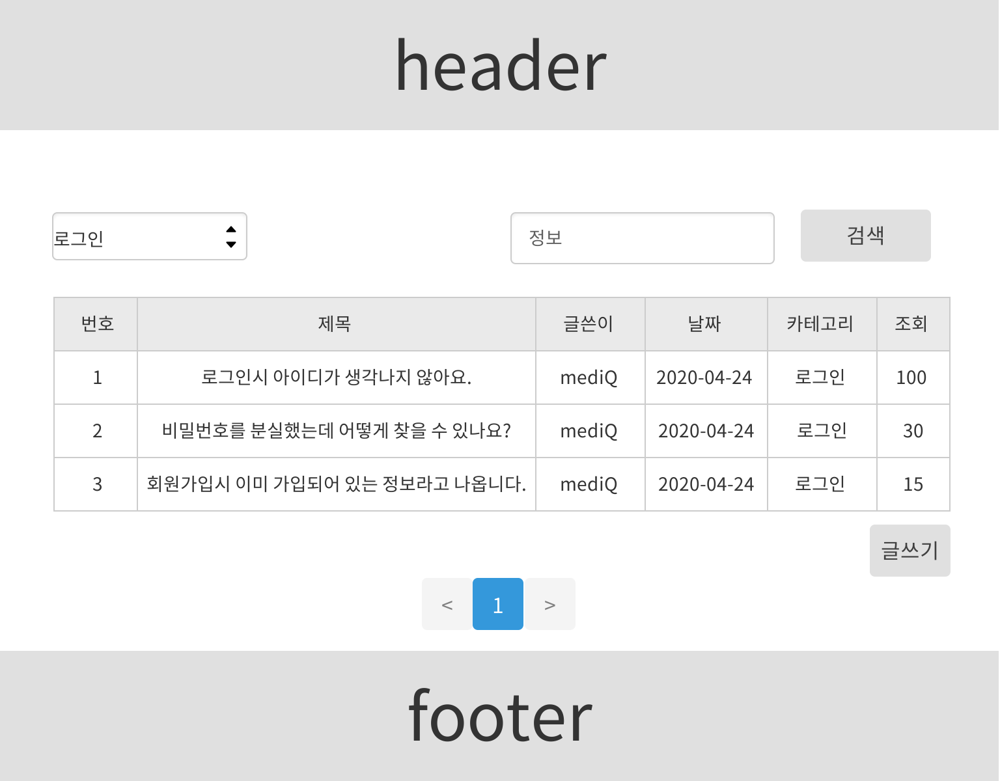 header
로그인
정보
검색
번호 제목 글쓴이 날짜 카테고리 조회
1 로그인시 아이디가 생각나지 않아요. mediQ 2020-04-24 로그인 100
2 비밀번호를 분실했는데 어떻게 찾을 수 있나요? mediQ 2020-04-24 로그인 30
3 회원가입시 이미 가입되어 있는 정보라고 나옵니다. mediQ 2020-04-24 로그인 15
글쓰기
< 1 >
footer